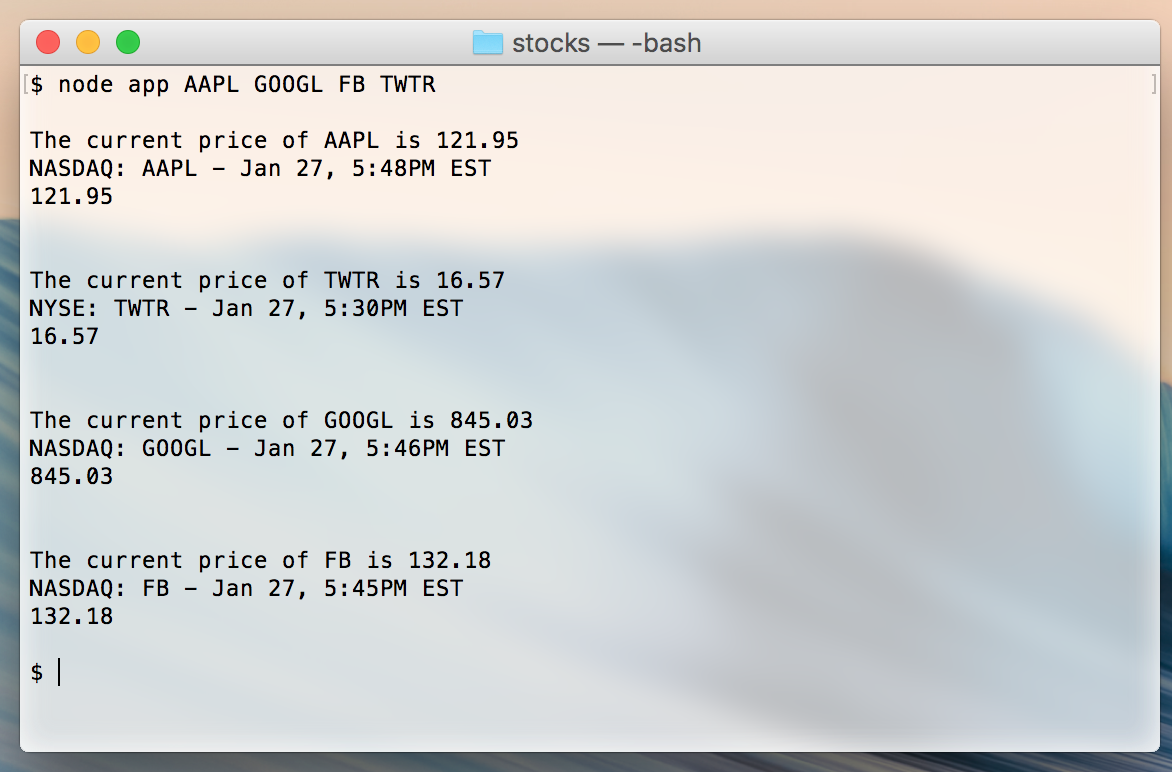 stocks — -bash
[$ node app AAPL GOOGL FB TWTR ]
The current price of AAPL is 121.95
NASDAQ: AAPL - Jan 27, 5:48PM EST
121.95
The current price of TWTR is 16.57
NYSE: TWTR - Jan 27, 5:30PM EST
16.57
The current price of GOOGL is 845.03
NASDAQ: GOOGL - Jan 27, 5:46PM EST
845.03
The current price of FB is 132.18
NASDAQ: FB - Jan 27, 5:45PM EST
132.18
$